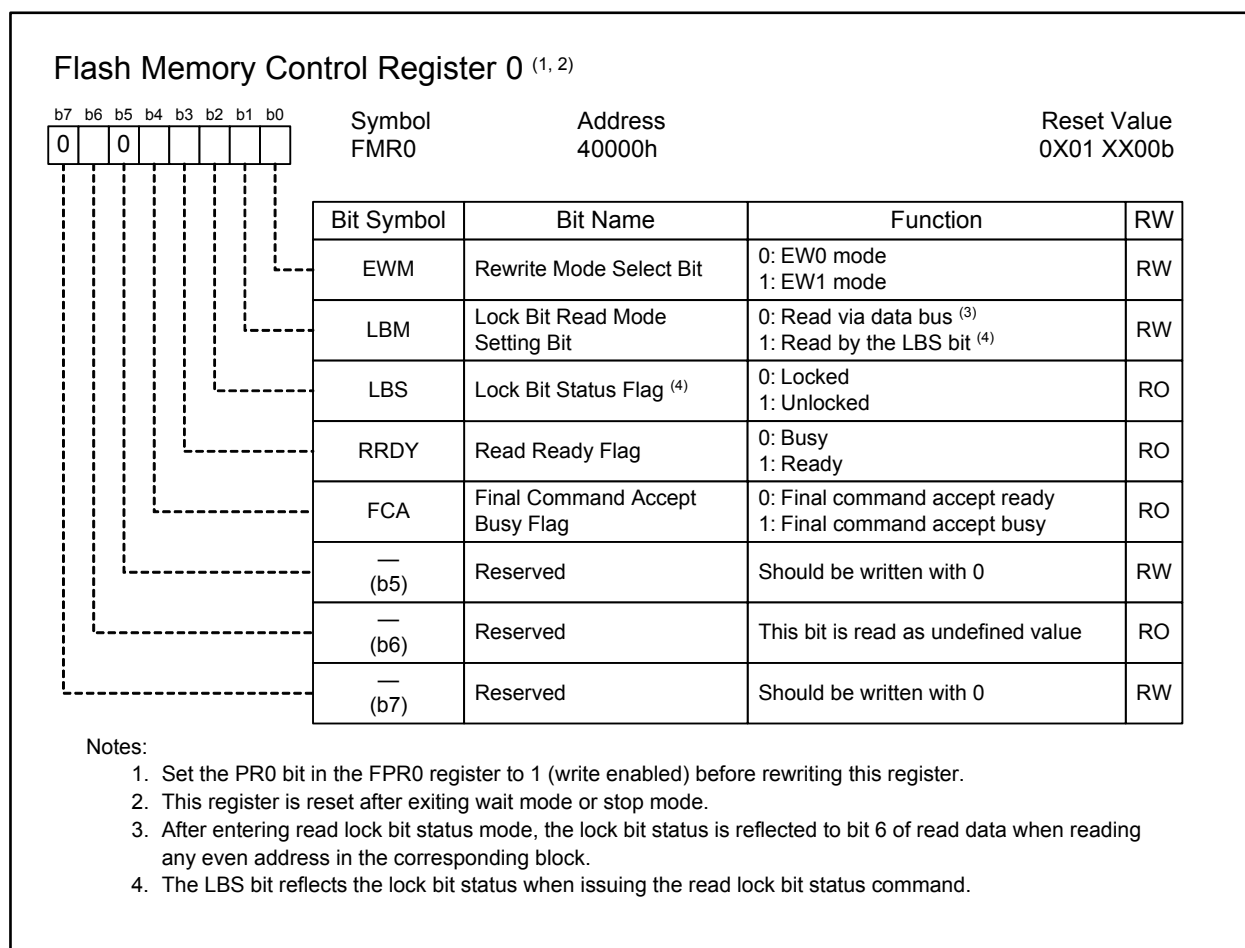 Flash Memory Control Register 0 (1, 2)
b7 b6 b5 b4 b3 b2 b1 b0
0 0
Symbol Address Reset Value
FMR0 40000h 0X01 XX00b
Bit Symbol Bit Name Function RW
EWM Rewrite Mode Select Bit 0: EW0 mode RW
1: EW1 mode
LBM Lock Bit Read Mode 0: Read via data bus (3) RW
Setting Bit 1: Read by the LBS bit (4)
LBS Lock Bit Status Flag (4) 0: Locked RO
1: Unlocked
RRDY Read Ready Flag 0: Busy RO
1: Ready
FCA Final Command Accept 0: Final command accept ready RO
Busy Flag 1: Final command accept busy
— Reserved Should be written with 0 RW
(b5)
— Reserved This bit is read as undefined value RO
(b6)
— Reserved Should be written with 0 RW
(b7)
Notes:
1. Set the PR0 bit in the FPR0 register to 1 (write enabled) before rewriting this register.
2. This register is reset after exiting wait mode or stop mode.
3. After entering read lock bit status mode, the lock bit status is reflected to bit 6 of read data when reading
any even address in the corresponding block.
4. The LBS bit reflects the lock bit status when issuing the read lock bit status command.